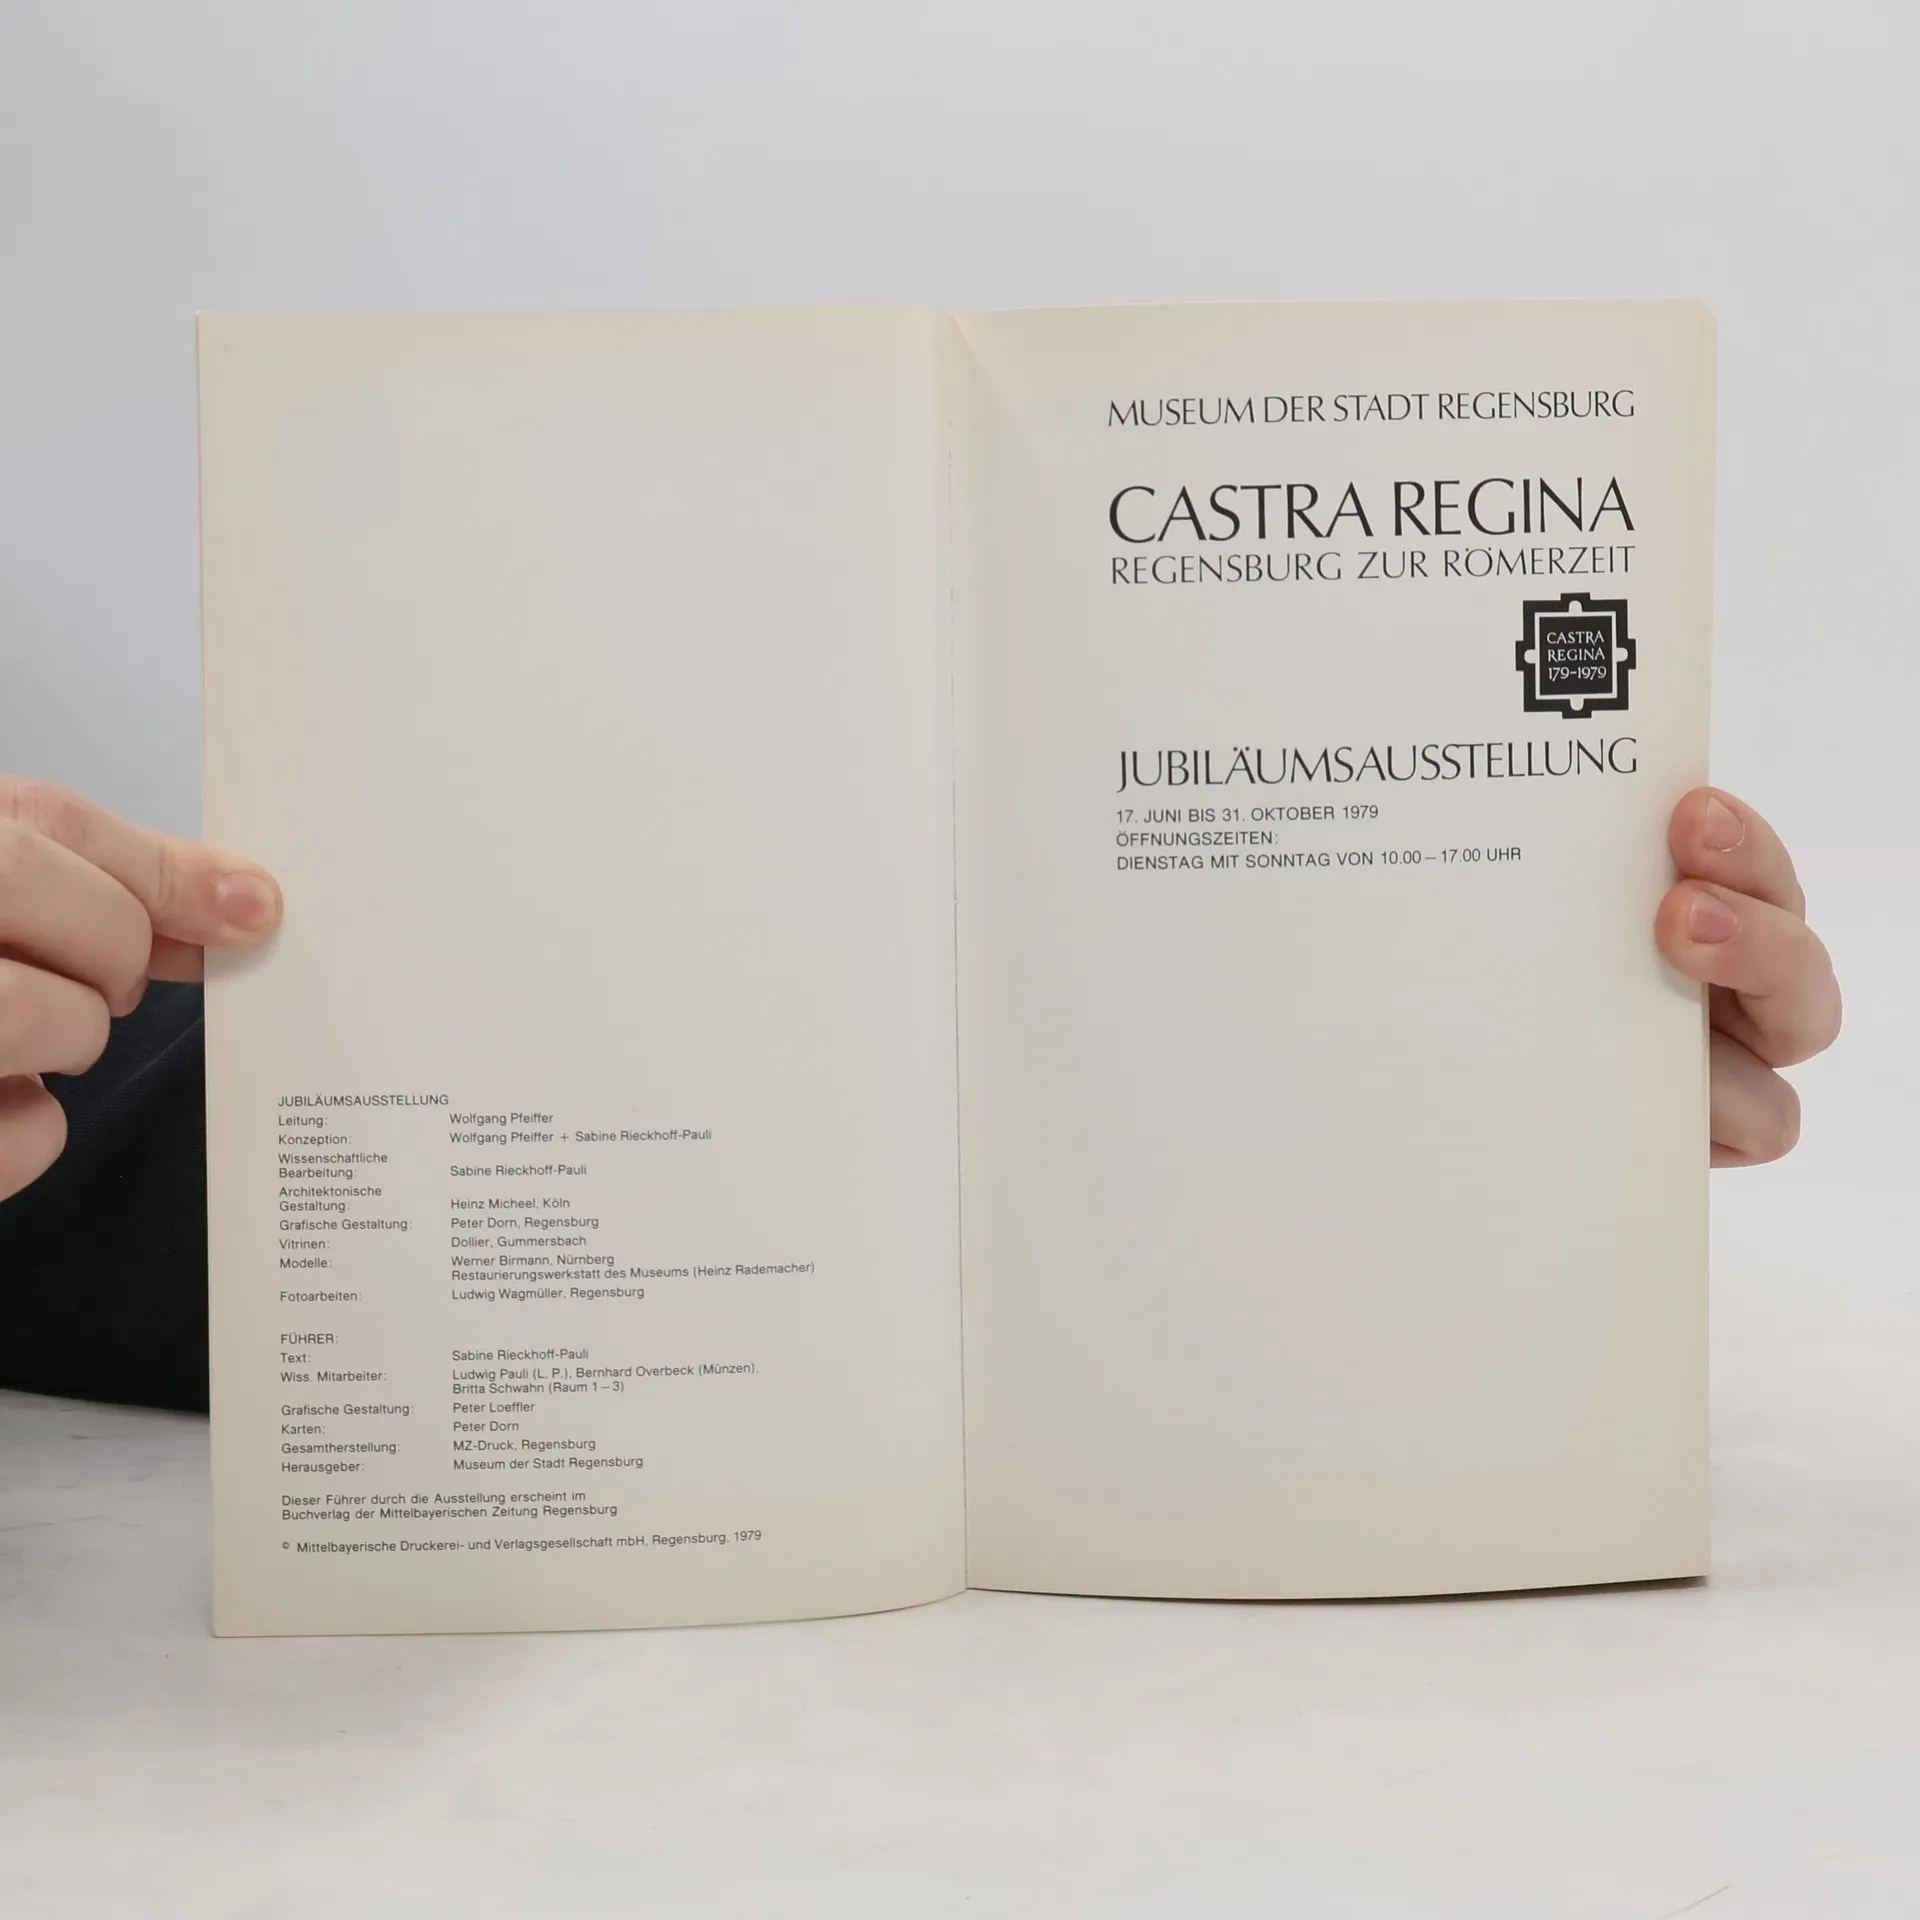 JUBILÄUMSAUSSTELLUNG
Leitung: Wolfgang Pfeiffer
Konzeption: Wolfgang Pfeiffer + Sabine Rieckhoff-Pauli
Wissenschaftliche
Bearbeitung: Sabine Rieckhoff-Pauli
Architektonische
Gestaltung: Heinz Micheel, Köln
Grafische Gestaltung: Peter Dorn, Regensburg
Vitrinen: Dollier, Gummersbach
Modelle: Werner Birmann, Nürnberg
Restaurierungswerkstatt des Museums (Heinz Rademacher)
Fotoarbeiten: Ludwig Wagmüller, Regensburg
FÜHRER:
Text: Sabine Rieckhoff-Pauli
Wiss. Mitarbeiter: Ludwig Pauli (L. P.), Bernhard Overbeck (Münzen),
Britta Schwahn (Raum 1–3)
Grafische Gestaltung: Peter Loeffler
Karten: Peter Dorn
Gesamtherstellung: MZ-Druck, Regensburg
Herausgeber: Museum der Stadt Regensburg
Dieser Führer durch die Ausstellung erscheint im
Buchverlag der Mittelbayerischen Zeitung Regensburg
© Mittelbayerische Druckerei- und Verlagsgesellschaft mbH, Regensburg, 1979
MUSEUM DER STADT REGENSBURG
CASTRA REGINA
REGENSBURG ZUR RÖMERZEIT
CASTRA
REGINA
179-1979
JUBILÄUMSAUSSTELLUNG
17. JUNI BIS 31. OKTOBER 1979
ÖFFNUNGSZEITEN:
DIENSTAG MIT SONNTAG VON 10.00 – 17.00 UHR